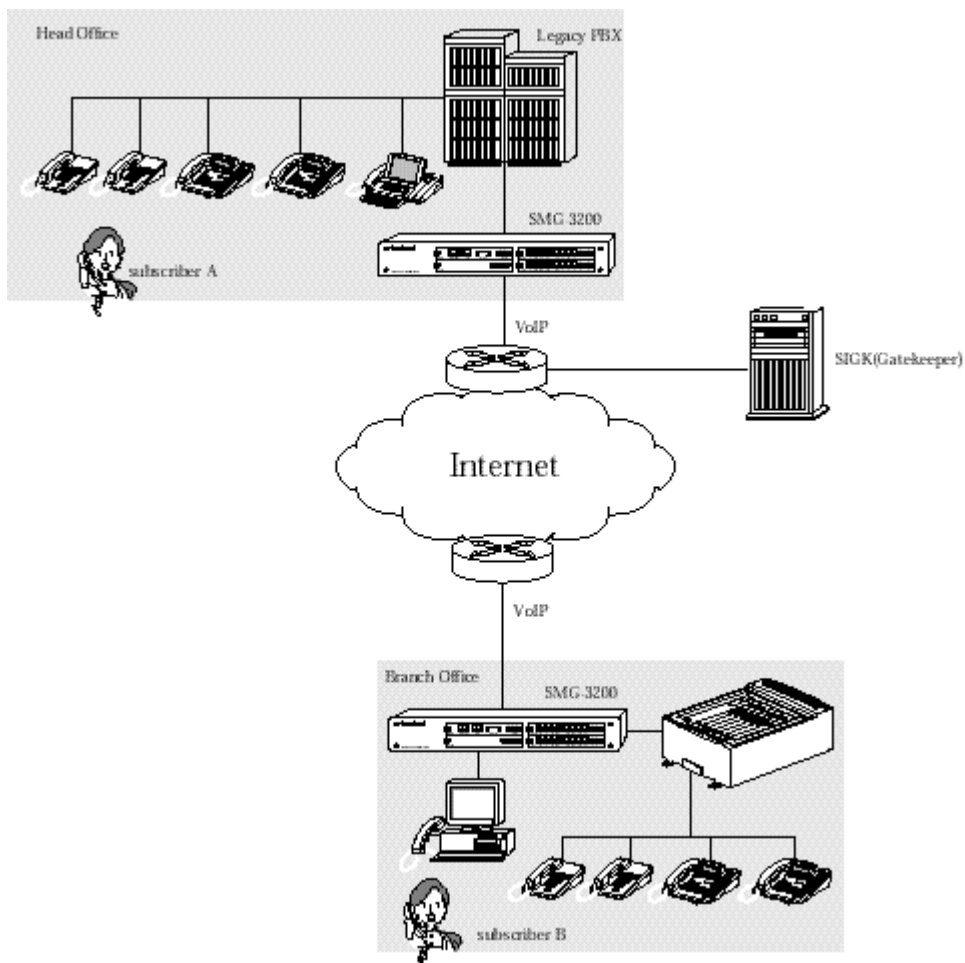 Head Office
Legacy PBX
SMG 3200
subscriber A
VoIP
SIGK(Gatekeeper)
Internet
VoIP
Branch Office
SMG-3200
subscriber B